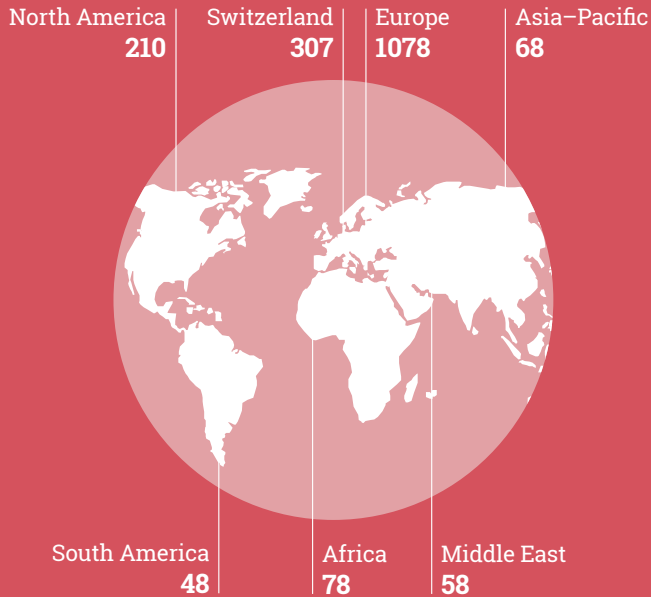 North America
210
Switzerland
307
Europe
1078
Asia–Pacific
68
South America
48
Africa
78
Middle East
58